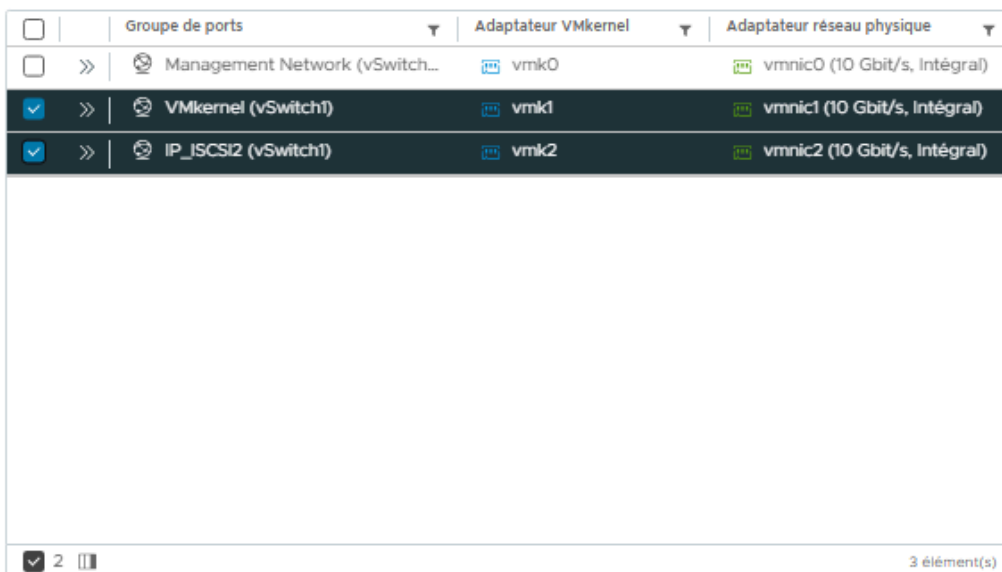 Groupe de ports Adaptateur VMkernel Adaptateur réseau physique
Management Network (vSwitch... vmk0 vmnic0 (10 Gbit/s, Intégral)
VMkernel (vSwitch1) vmk1 vmnic1 (10 Gbit/s, Intégral)
IP_ISCSI2 (vSwitch1) vmk2 vmnic2 (10 Gbit/s, Intégral)
2 3 élément(s)